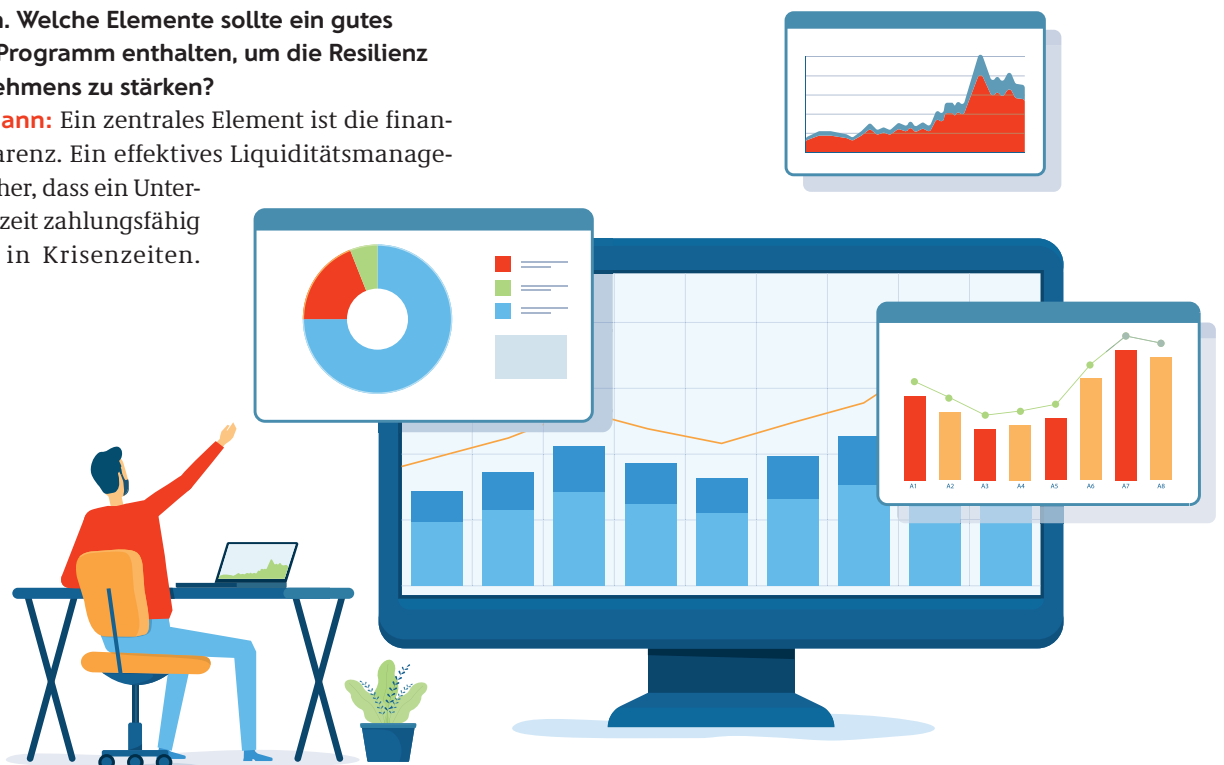 n. Welche Elemente sollte ein gutes
Programm enthalten, um die Resilienz
ehmens zu stärken?
ann: Ein zentrales Element ist die finan-
arenz. Ein effektives Liquiditätsmanage-
her, dass ein Unter-
zeit zahlungsfähig
in Krisenzeiten.
A1 A2 A3 A4 A5 A6 A7 A8